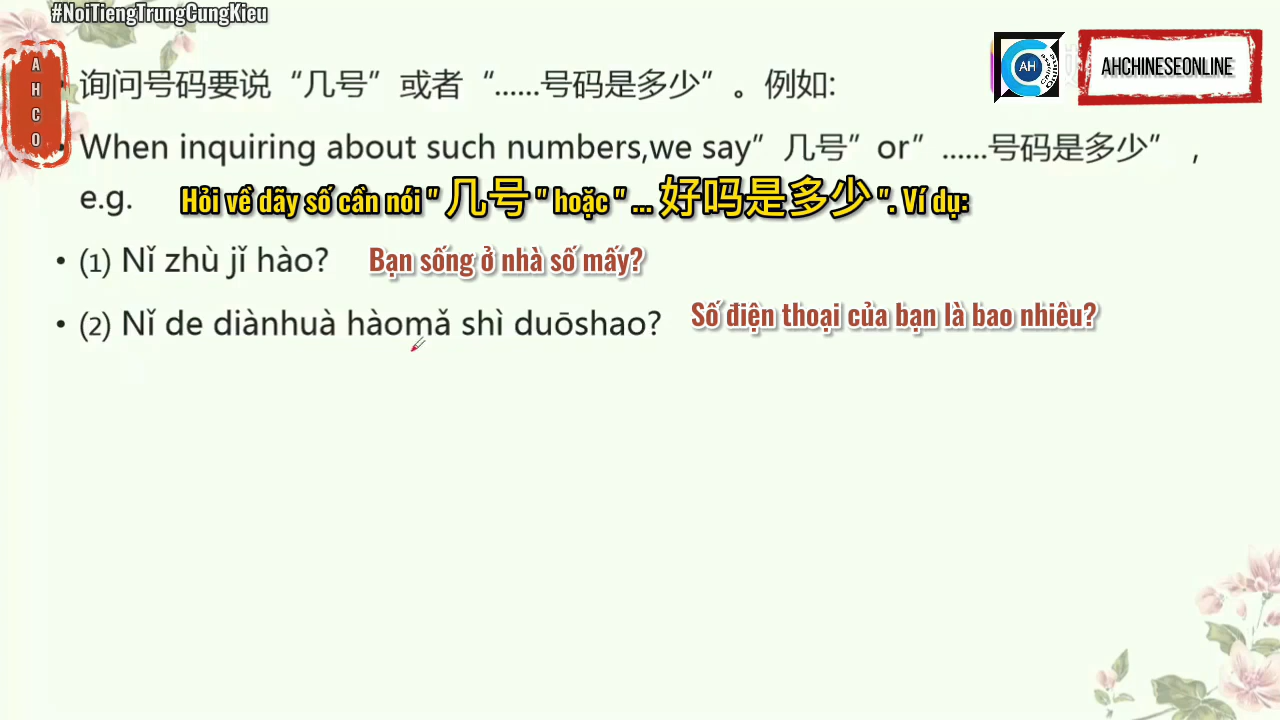 #NoiTiengTrungCungKieu
AHCO
AHCHINESEONLINE
AH
• 询问号码要说“几号”或者“......号码是多少”。例如:
• When inquiring about such numbers,we say” 几号”or” ......号码是多少” ,
e.g.
Hỏi về dãy số cần nói " 几号 " hoặc " ... 好吗是多少 ". Ví dụ:
• (1) Nǐ zhù jǐ hào? Bạn sống ở nhà số mấy?
• (2) Nǐ de diànhuà hàomǎ shì duōshao? Số điện thoại của bạn là bao nhiêu?